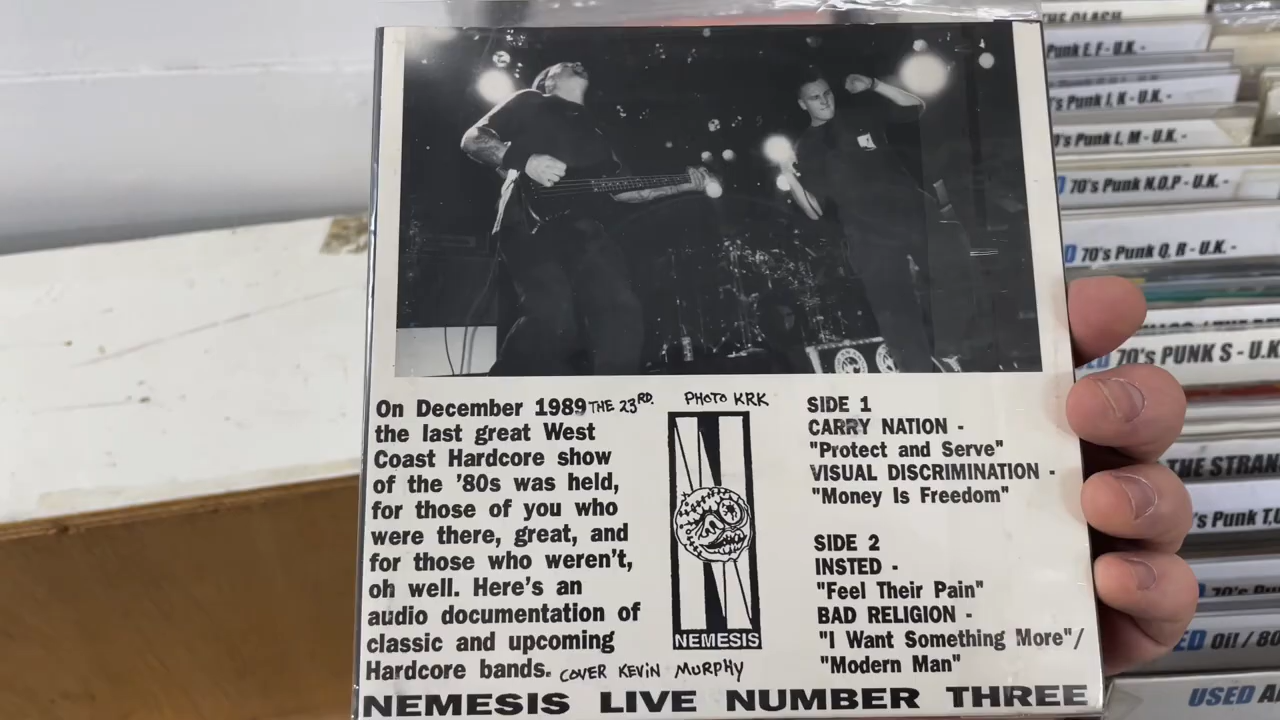 On December 1989 THE 23RD.
the last great West
Coast Hardcore show
of the '80s was held,
for those of you who
were there, great, and
for those who weren't,
oh well. Here's an
audio documentation of
classic and upcoming
Hardcore bands. COVER KEVIN MURPHY
PHOTO KRK
NEMESIS
SIDE 1
CARRY NATION -
"Protect and Serve"
VISUAL DISCRIMINATION -
"Money Is Freedom"
SIDE 2
INSTED -
"Feel Their Pain"
BAD RELIGION -
"I Want Something More"/
"Modern Man"
NEMESIS LIVE NUMBER THREE
THE CLASH
Punk E, F - U.K. -
's Punk J, K - U.K. -
's Punk L, M - U.K. -
70's Punk N,O,P - U.K. -
70's Punk Q, R - U.K. -
70's PUNK S - U.K
THE STRAN
's Punk T,U
70's
Oi! / 80
USED